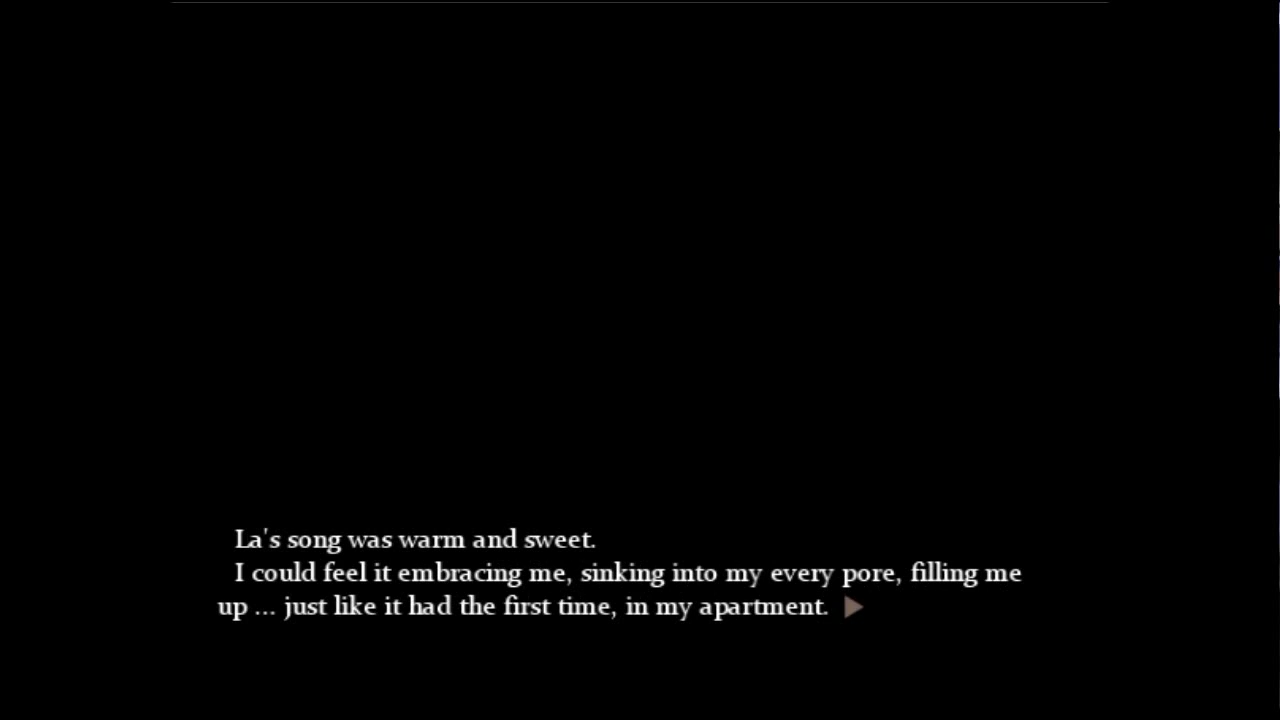 La's song was warm and sweet.
I could feel it embracing me, sinking into my every pore, filling me
up ... just like it had the first time, in my apartment.